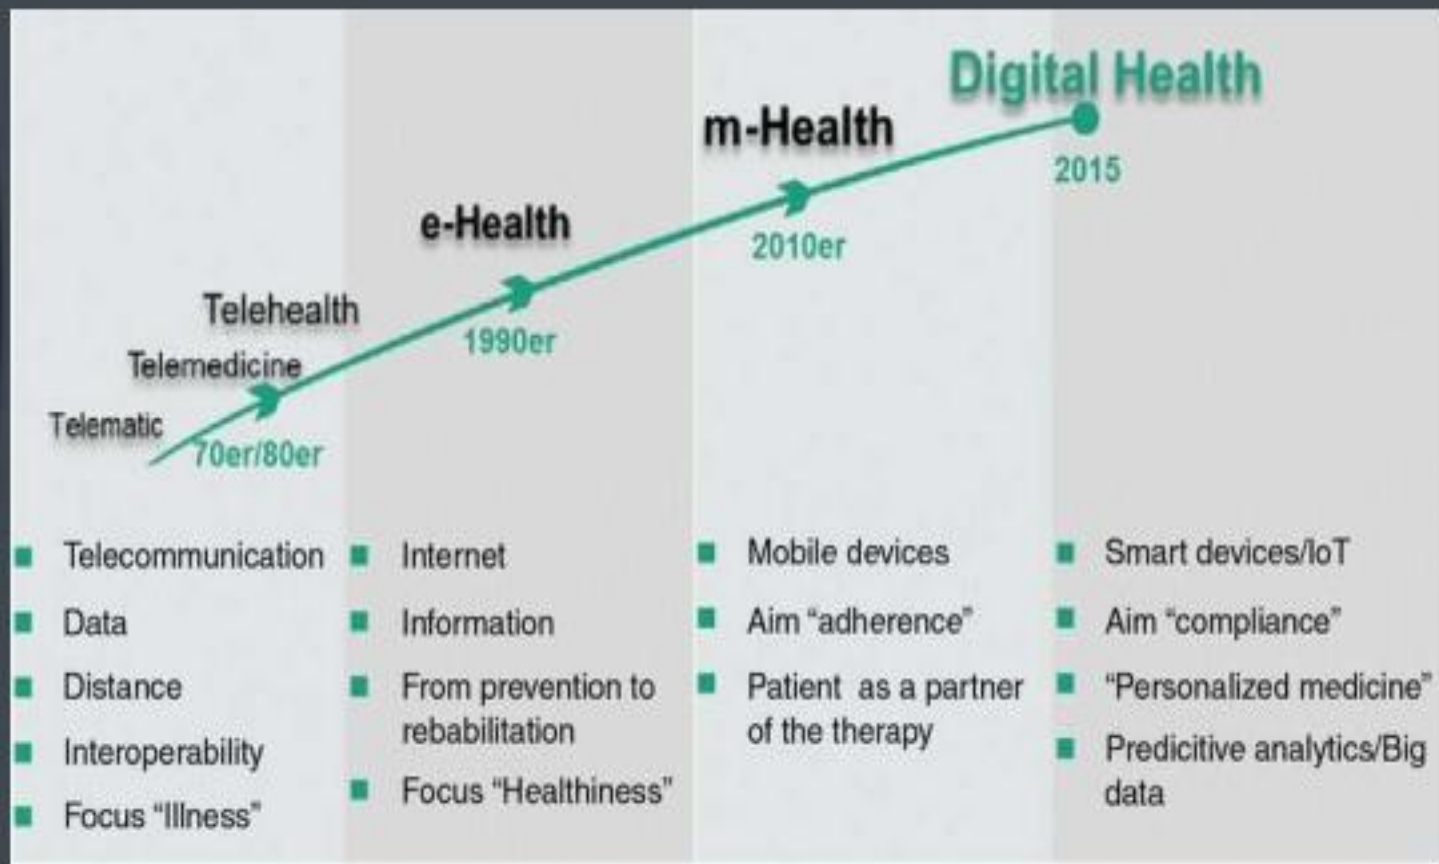 Digital Health
2015
m-Health
2010er
e-Health
1990er
Telehealth
Telemedicine
Telematic
70er/80er
Telecommunication
Data
Distance
Interoperability
Focus “Illness”
Internet
Information
From prevention to
rebabilitation
Focus “Healthiness”
Mobile devices
Aim “adherence”
Patient as a partner
of the therapy
Smart devices/IoT
Aim “compliance”
“Personalized medicine”
Predicitive analytics/Big
data